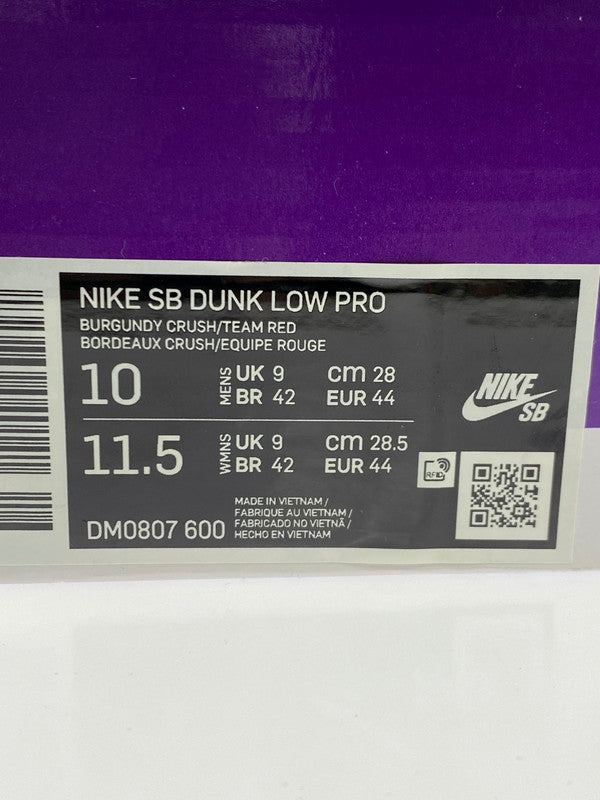 NIKE SB DUNK LOW PRO
BURGUNDY CRUSH/TEAM RED
BORDEAUX CRUSH/EQUIPE ROUGE
10 MENS UK 9 cm 28
BR 42 EUR 44
NIKE
SB
11.5 WMNS UK 9 cm 28.5
BR 42 EUR 44
RFID
DM0807 600
MADE IN VIETNAM /
FABRIQUE AU VIETNAM /
FABRICADO NO VIETNÃ /
HECHO EN VIETNAM